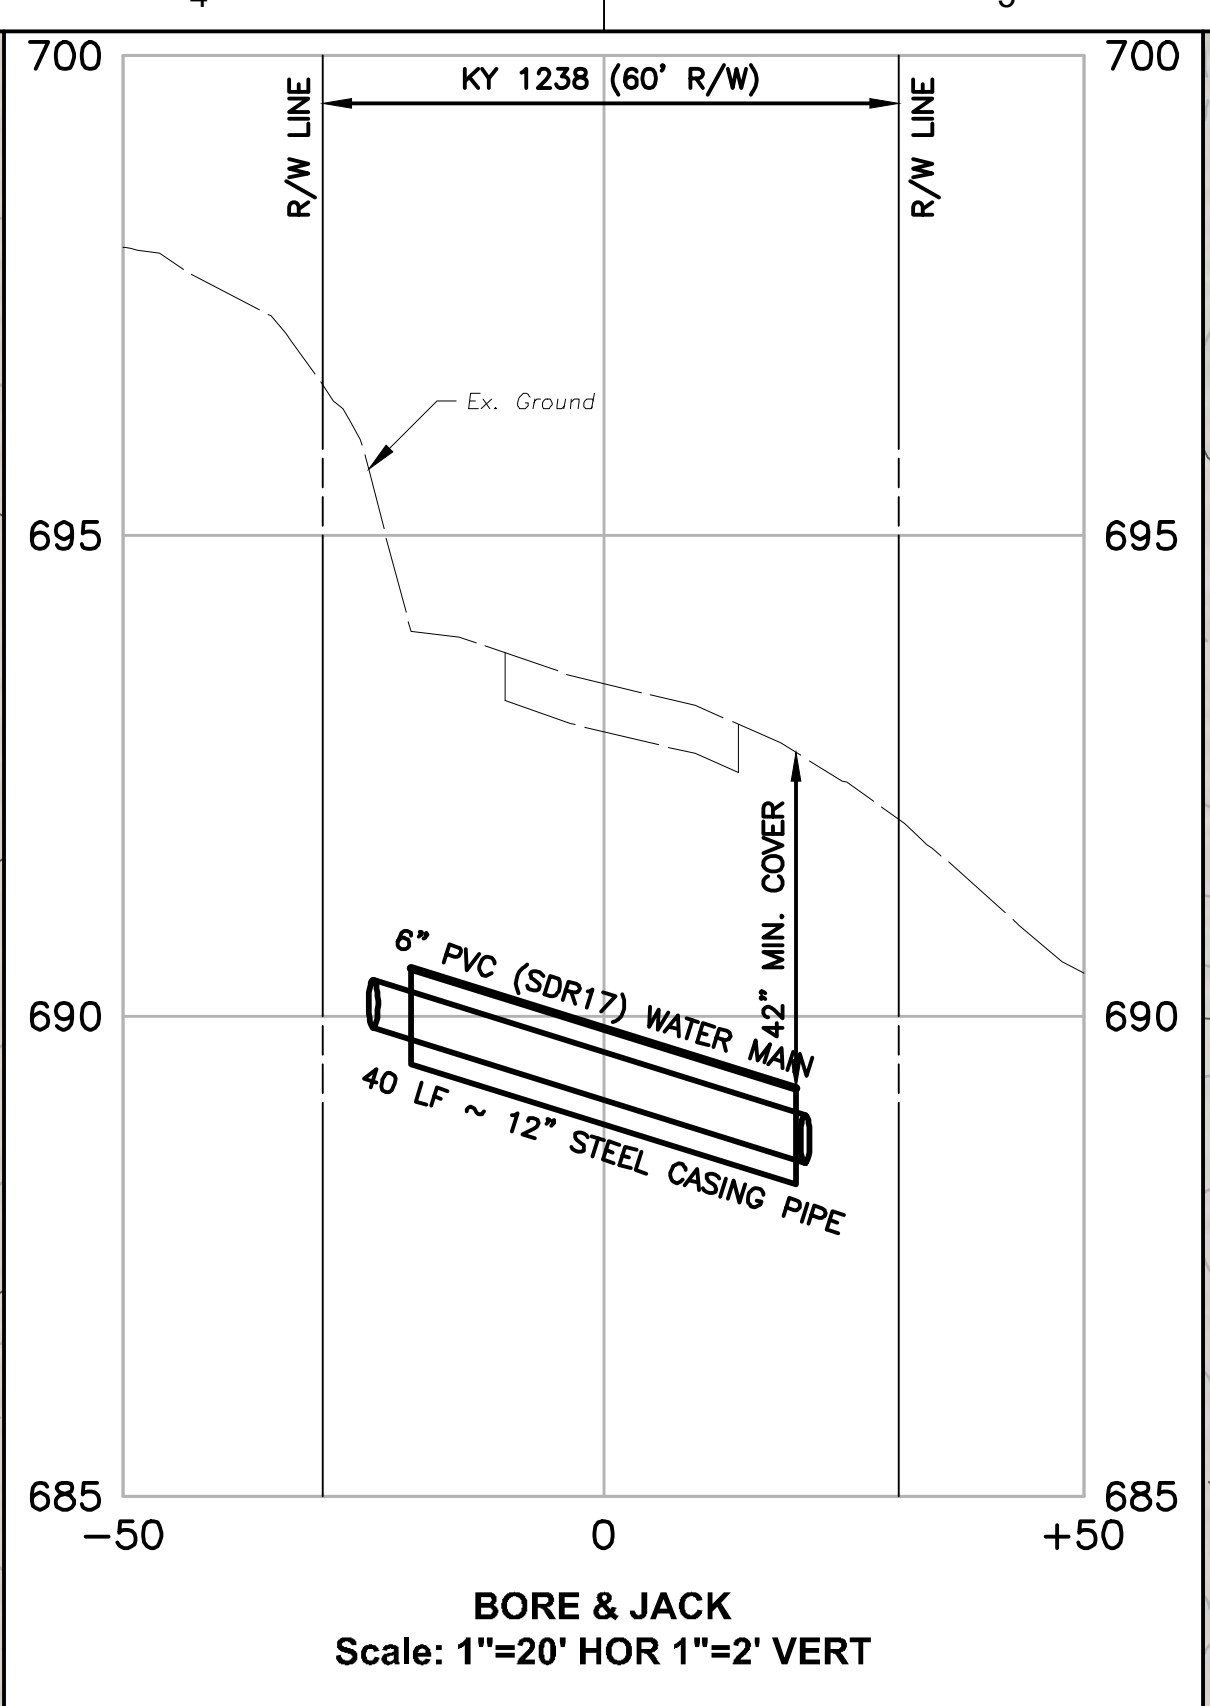 700
700
KY 1238 (60' R/W)
R/W LINE
R/W LINE
Ex. Ground
695
695
42" MIN. COVER
6" PVC (SDR17) WATER MAIN
690
690
40 LF ~ 12" STEEL CASING PIPE
685
685
-50
0
+50
BORE & JACK
Scale: 1"=20' HOR 1"=2' VERT